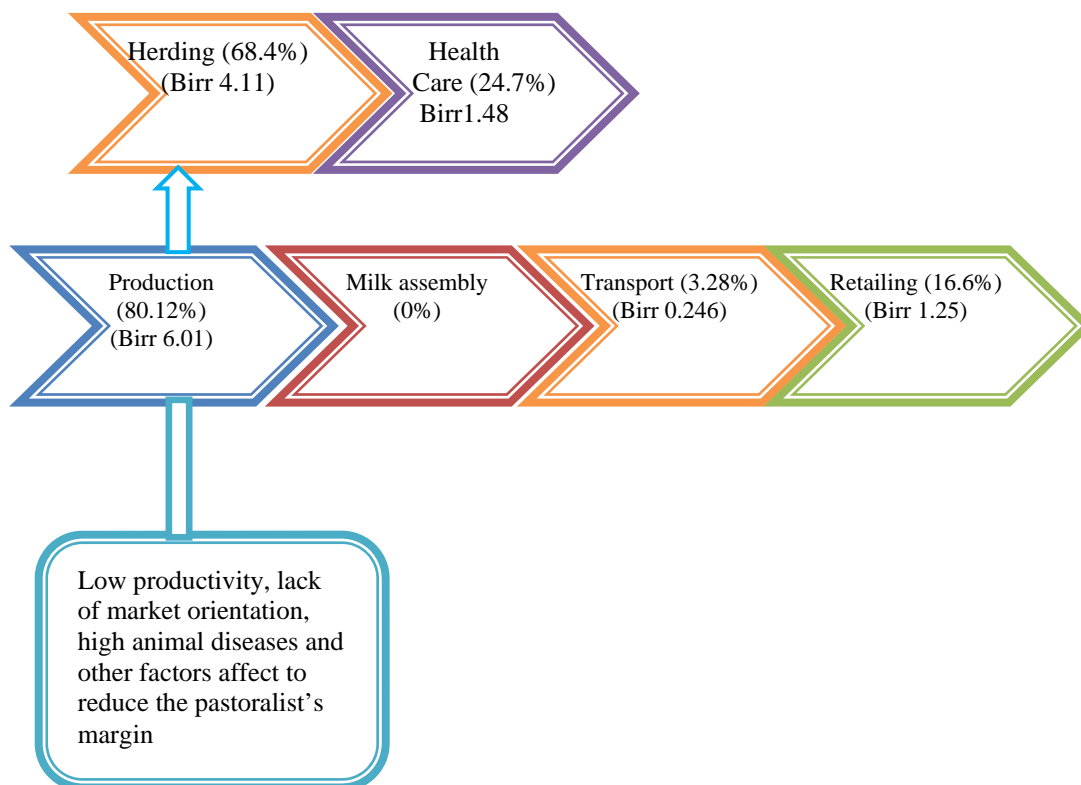 Herding (68.4%)
(Birr 4.11)
Health
Care (24.7%)
Birr1.48
Production
(80.12%)
(Birr 6.01)
Milk assembly
(0%)
Transport (3.28%)
(Birr 0.246)
Retailing (16.6%)
(Birr 1.25)
Low productivity, lack
of market orientation,
high animal diseases and
other factors affect to
reduce the pastoralist’s
margin